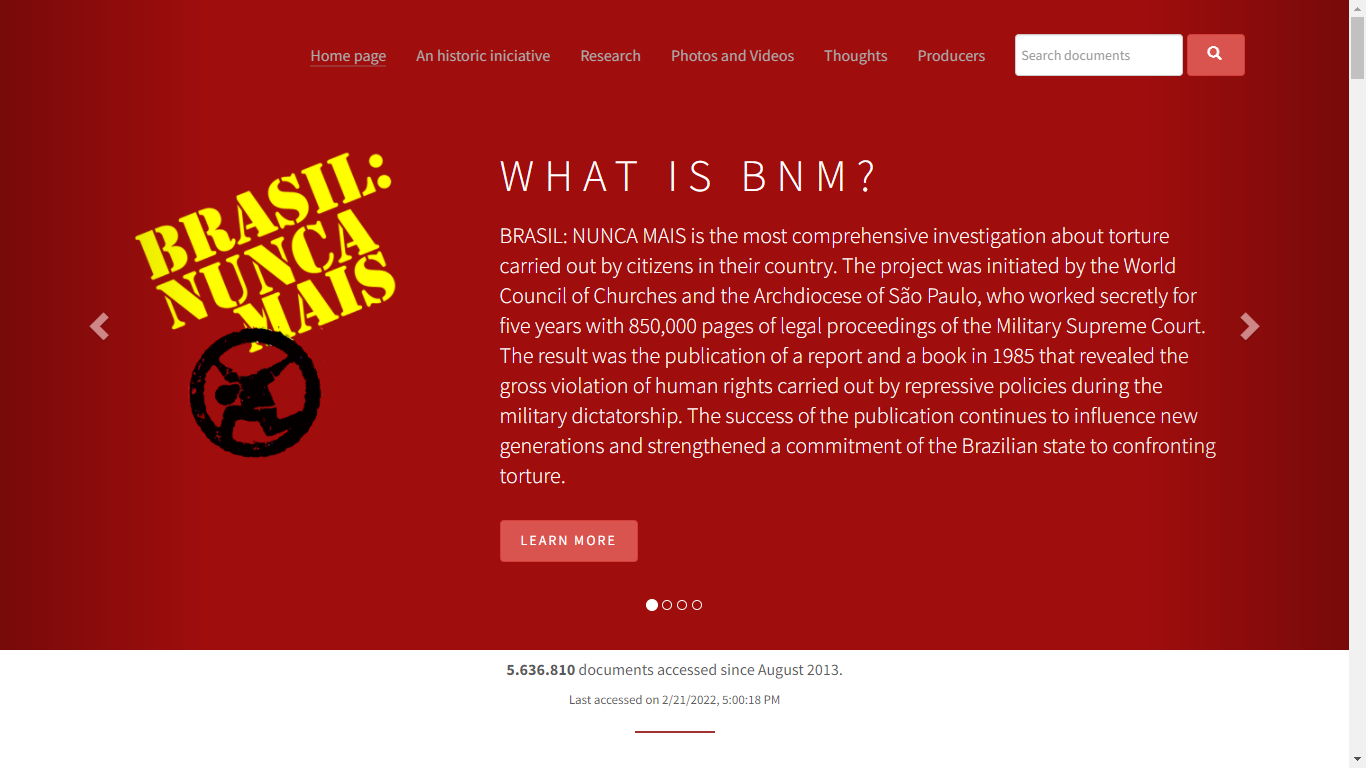 Home page
An historic iniciative
Research
Photos and Videos
Thoughts
Producers
Search documents
BRASIL:
NUNCA
MAIS
WHAT IS BNM?
BRASIL: NUNCA MAIS is the most comprehensive investigation about torture
carried out by citizens in their country. The project was initiated by the World
Council of Churches and the Archdiocese of São Paulo, who worked secretly for
five years with 850,000 pages of legal proceedings of the Military Supreme Court.
The result was the publication of a report and a book in 1985 that revealed the
gross violation of human rights carried out by repressive policies during the
military dictatorship. The success of the publication continues to influence new
generations and strengthened a commitment of the Brazilian state to confronting
torture.
LEARN MORE
5.636.810 documents accessed since August 2013.
Last accessed on 2/21/2022, 5:00:18 PM